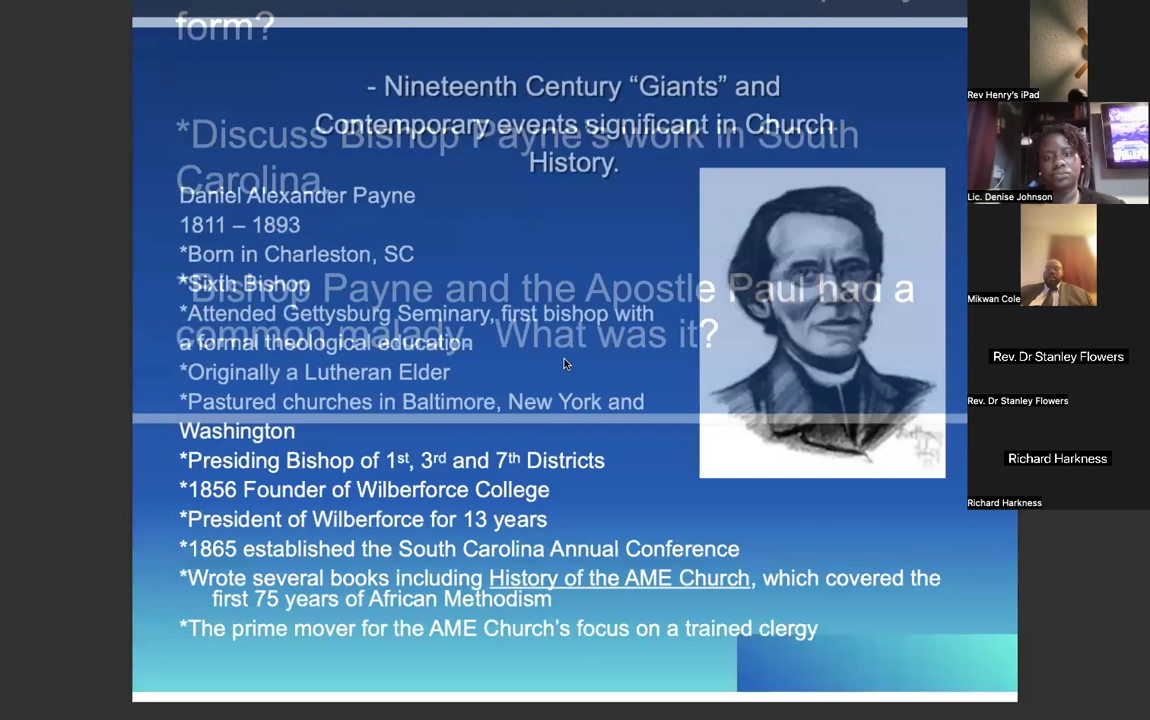 form?
- Nineteenth Century “Giants” and
Contemporary events significant in Church
History.
*Discuss Bishop Payne's work in South
Carolina.
Daniel Alexander Payne
1811 – 1893
*Born in Charleston, SC
*Sixth Bishop
*Bishop Payne and the Apostle Paul had a
common malady. What was it?
*Attended Gettysburg Seminary, first bishop with
a formal theological education
*Originally a Lutheran Elder
*Pastured churches in Baltimore, New York and
Washington
*Presiding Bishop of 1st, 3rd and 7th Districts
*1856 Founder of Wilberforce College
*President of Wilberforce for 13 years
*1865 established the South Carolina Annual Conference
*Wrote several books including History of the AME Church, which covered the
first 75 years of African Methodism
*The prime mover for the AME Church’s focus on a trained clergy
Rev Henry's iPad
Lic. Denise Johnson
Mikwan Cole
Rev. Dr Stanley Flowers
Rev. Dr Stanley Flowers
Richard Harkness
Richard Harkness